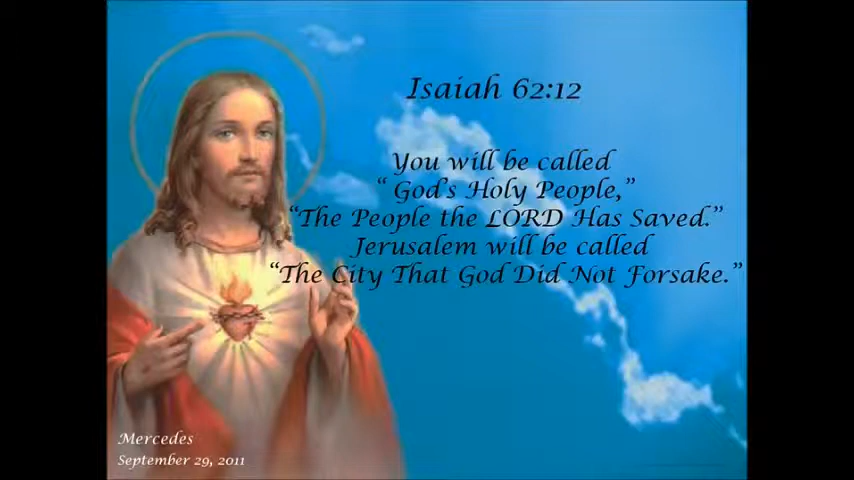 Isaiah 62:12
You will be called
“ God's Holy People,”
“The People the LORD Has Saved.”
Jerusalem will be called
“The City That God Did Not Forsake.”
Mercedes
September 29, 2011